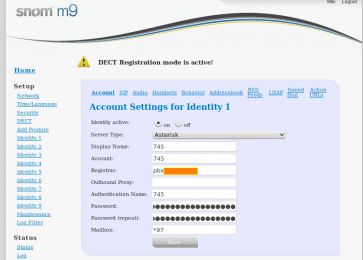 Wiki Logout
snom m9
DECT Registration mode is active!
Home
Setup
Network
Time/Language
Security
DECT
Add Feature
Identity 1
Identity 2
Identity 3
Identity 4
Identity 5
Identity 6
Identity 7
Identity 8
Identity 9
Maintenance
Log Filter
Status
Status
Log
Account SIP Audio Handsets Behavior Addressbook RSS Feeds LDAP Speed Dial Action URLs
Account Settings for Identity 1
Identity active: on off
Server Type: Asterisk
Display Name: 745
Account: 745
Registrar: pbx
Outbound Proxy:
Authentication Name: 745
Password: ●●●●●●●●●●●●●●●●
Password (repeat): ●●●●●●●●●●●●●●●●
Mailbox: *97
Save